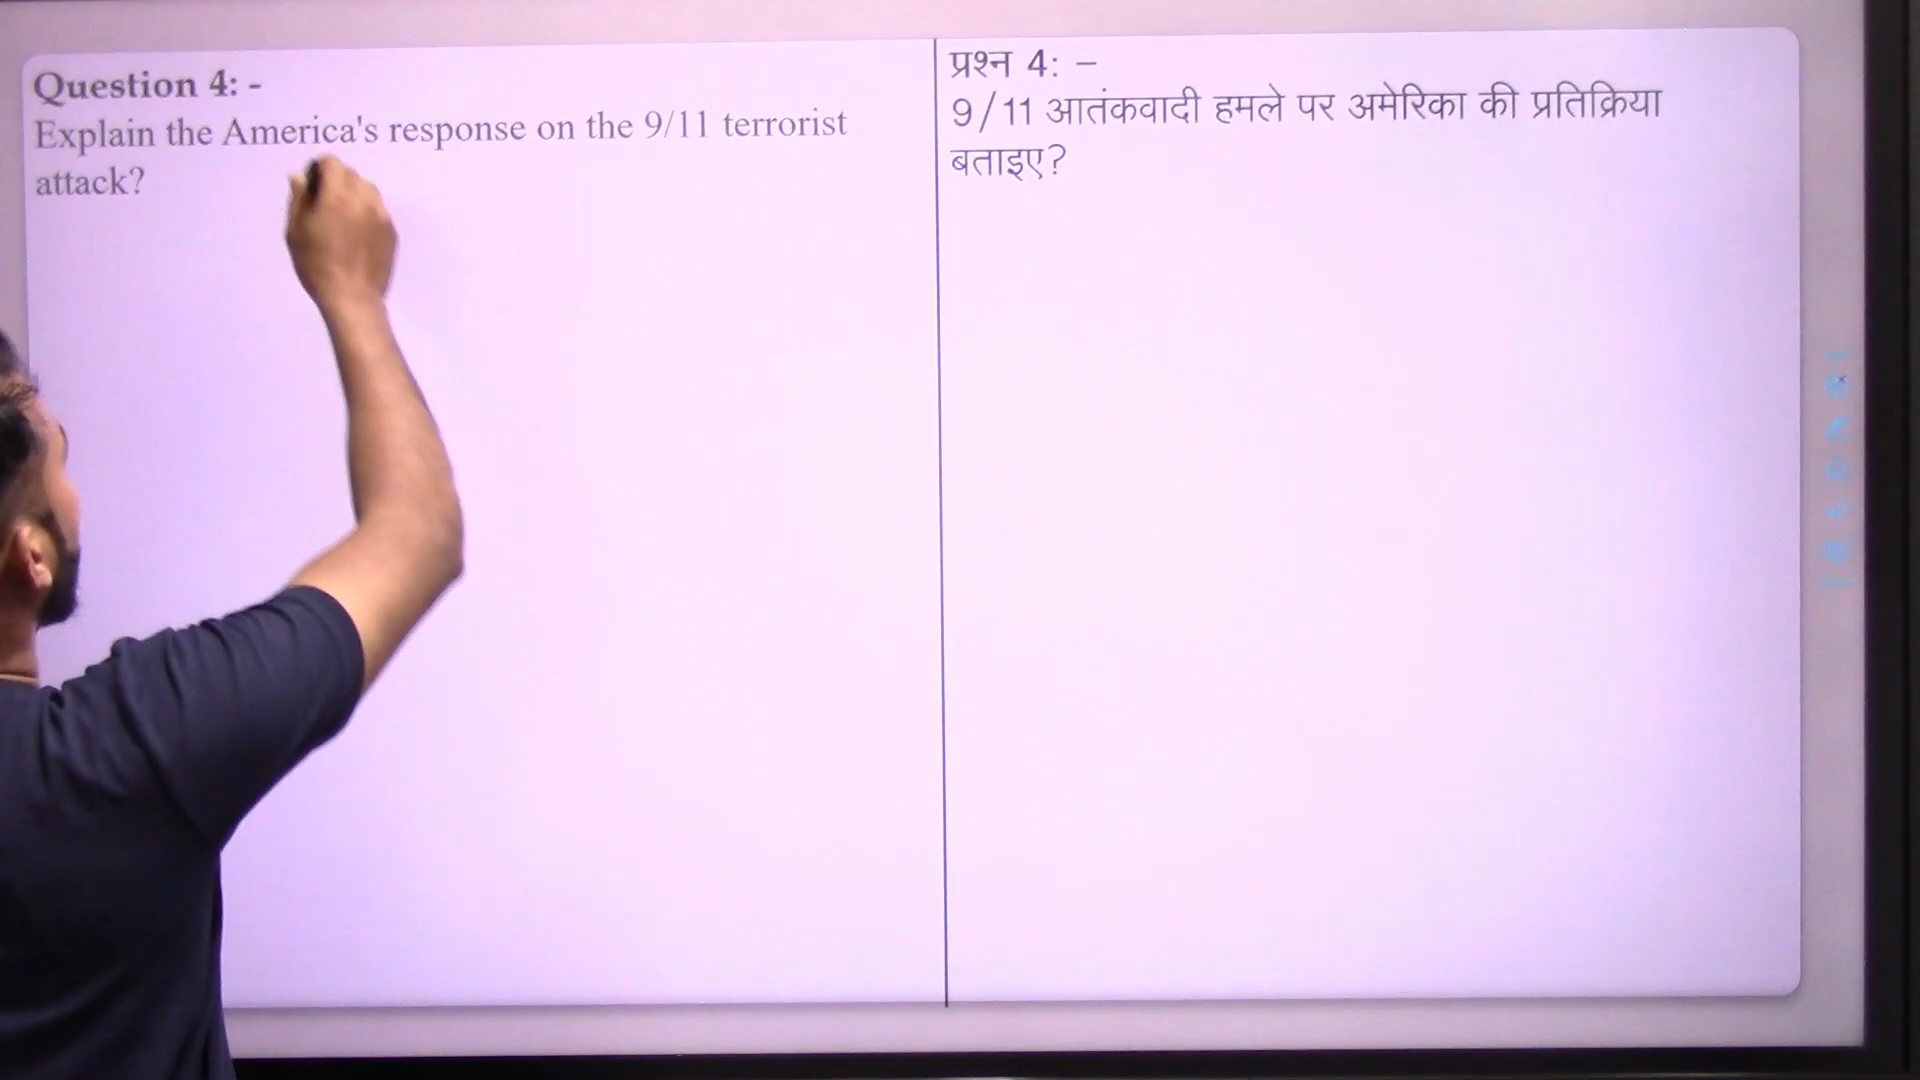 Question 4: -
Explain the America's response on the 9/11 terrorist
attack?
प्रश्न 4: –
9/11 आतंकवादी हमले पर अमेरिका की प्रतिक्रिया
बताइए?